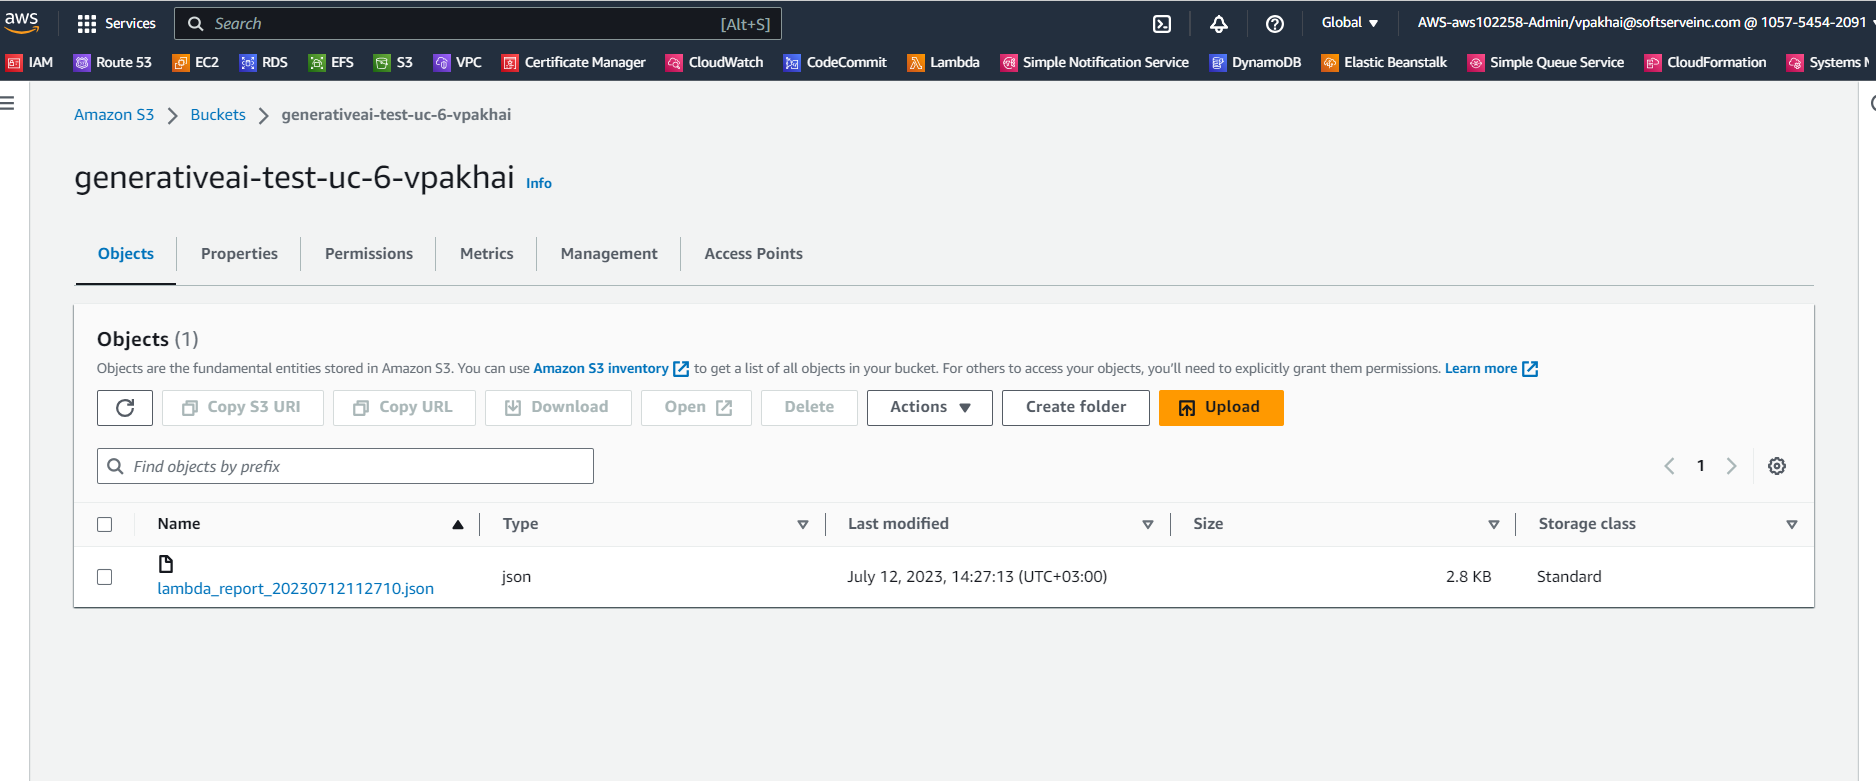 aws Services Search [Alt+S] Global AWS-aws102258-Admin/vpakhai@softserveinc.com @ 1057-5454-2091
IAM Route 53 EC2 RDS EFS S3 VPC Certificate Manager CloudWatch CodeCommit Lambda Simple Notification Service DynamoDB Elastic Beanstalk Simple Queue Service CloudFormation Systems
Amazon S3 Buckets generativeai-test-uc-6-vpakhai
generativeai-test-uc-6-vpakhai Info
Objects Properties Permissions Metrics Management Access Points
Objects (1)
Objects are the fundamental entities stored in Amazon S3. You can use Amazon S3 inventory to get a list of all objects in your bucket. For others to access your objects, you'll need to explicitly grant them permissions. Learn more
Copy S3 URI Copy URL Download Open Delete Actions Create folder Upload
Find objects by prefix 1
Name Type Last modified Size Storage class
lambda_report_20230712112710.json json July 12, 2023, 14:27:13 (UTC+03:00) 2.8 KB Standard